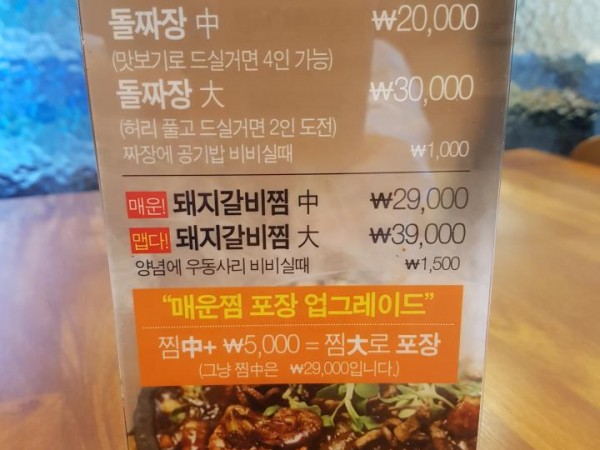 돌짜장 中 ₩20,000
(맛보기로 드실거면 4인 가능)
돌짜장 大 ₩30,000
(허리 풀고 드실거면 2인 도전)
짜장에 공기밥 비비실때 ₩1,000
매운! 돼지갈비찜 中 ₩29,000
맵다! 돼지갈비찜 大 ₩39,000
양념에 우동사리 비비실때 ₩1,500
“매운찜 포장 업그레이드”
찜中+ ₩5,000 = 찜大로 포장
(그냥 찜中은 ₩29,000입니다.)